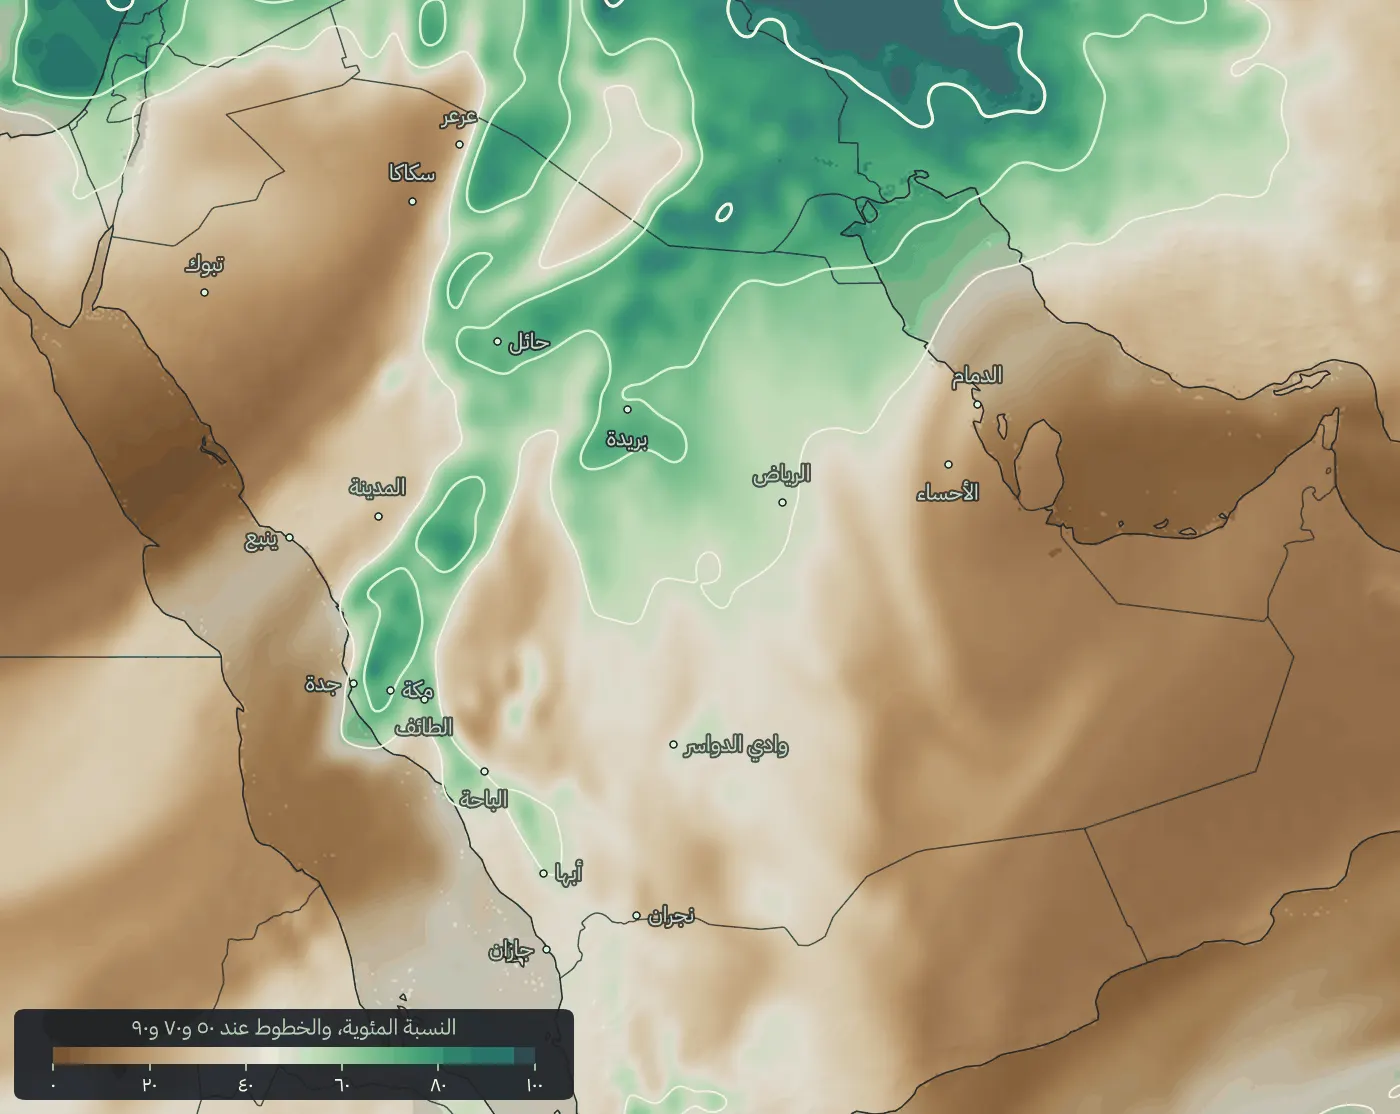 عرعر
سكاكا
تبوك
حائل
الدمام
بريدة
الرياض
المدينة
الأحساء
ينبع
جدة
مكة
الطائف
وادي الدواسر
الباحة
أبها
نجران
جازان
النسبة المئوية، والخطوط عند ٥٠ و٧٠ و٩٠
٠ ٢٠ ٤٠ ٦٠ ٨٠ ١٠٠